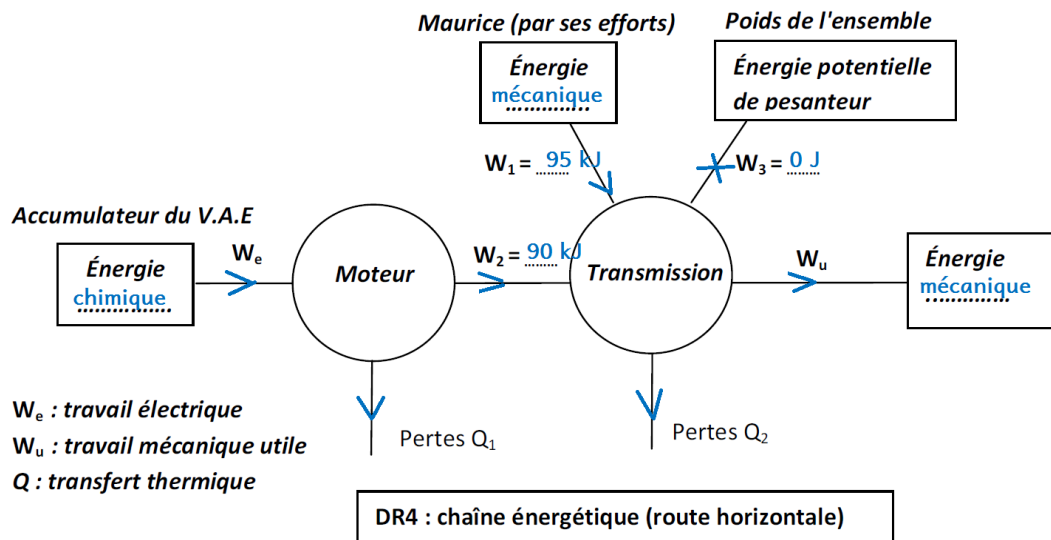 Maurice (par ses efforts)
Poids de l'ensemble
Énergie
mécanique
Énergie potentielle
de pesanteur
W₁ = 95 kJ
W₃ = 0 J
Accumulateur du V.A.E
Énergie
chimique
Wₑ
Moteur
W₂ = 90 kJ
Transmission
Wᵤ
Énergie
mécanique
Pertes Q₁
Pertes Q₂
Wₑ : travail électrique
Wᵤ : travail mécanique utile
Q : transfert thermique
DR4 : chaîne énergétique (route horizontale)